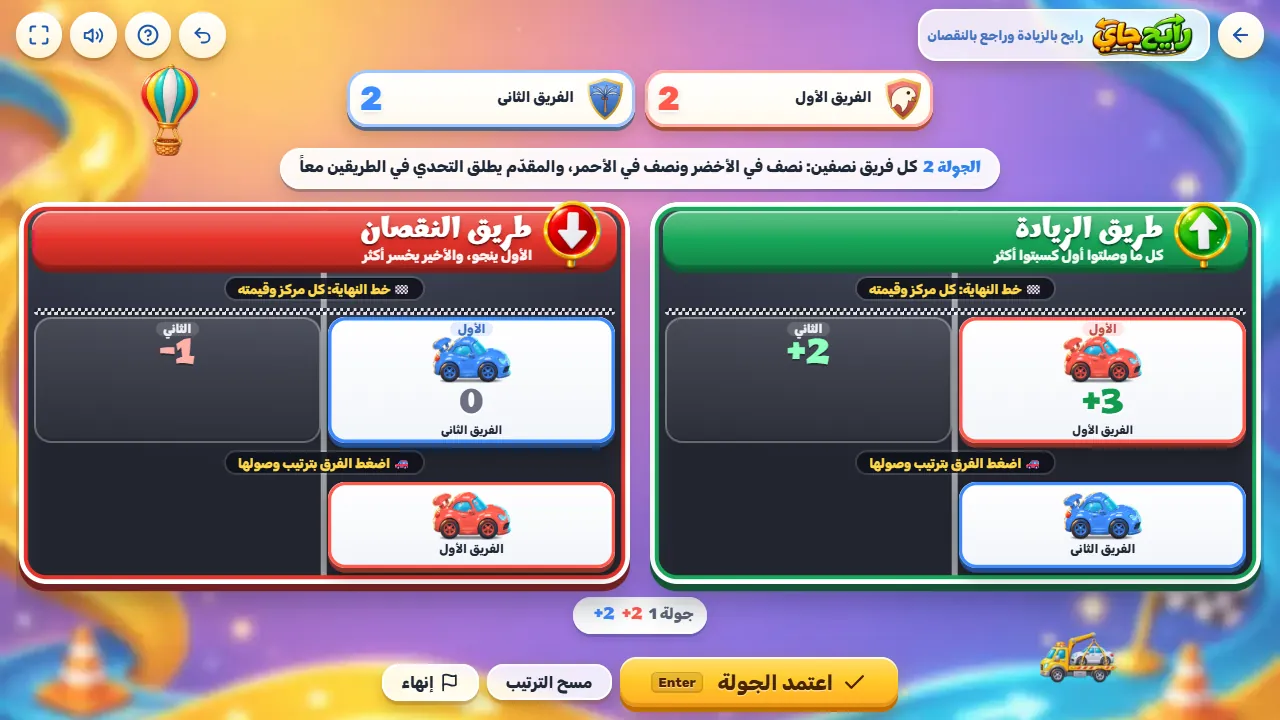 رايح جاي
رايح بالزيادة وراجع بالنقصان
الفريق الأول
2
الفريق الثاني
2
الجولة 2 كل فريق نصفين: نصف في الأخضر ونصف في الأحمر، والمقدّم يطلق التحدي في الطريقين معاً
طريق الزيادة
كل ما وصلتوا أول كسبتوا أكثر
خط النهاية: كل مركز وقيمته
الأول
+3
الفريق الأول
الثاني
+2
اضغط الفرق بترتيب وصولها
الفريق الثاني
طريق النقصان
الأول ينجو، والأخير يخسر أكثر
خط النهاية: كل مركز وقيمته
الأول
0
الفريق الثاني
الثاني
-1
اضغط الفرق بترتيب وصولها
الفريق الأول
جولة 1 +2 +2
اعتمد الجولة Enter
مسح الترتيب
إنهاء